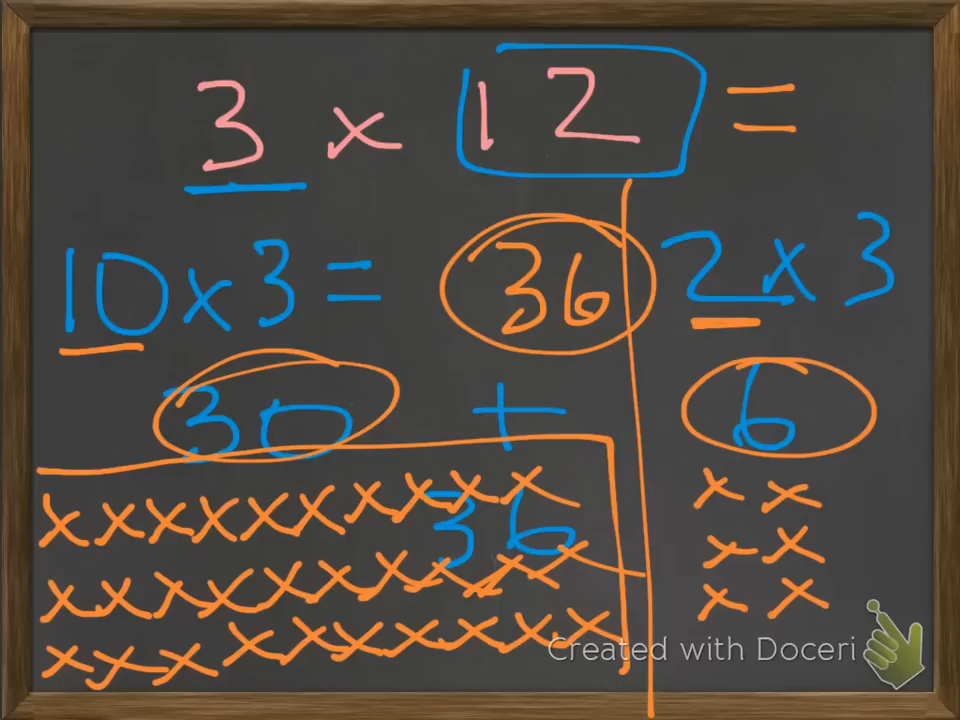 3 x 12 =
10 x 3 = 36 2 x 3
30 + 6
36
x x x x x x x x x x x x
x x x x x x x x x x x x
x x x x x x x x x x x x
Created with Doceri